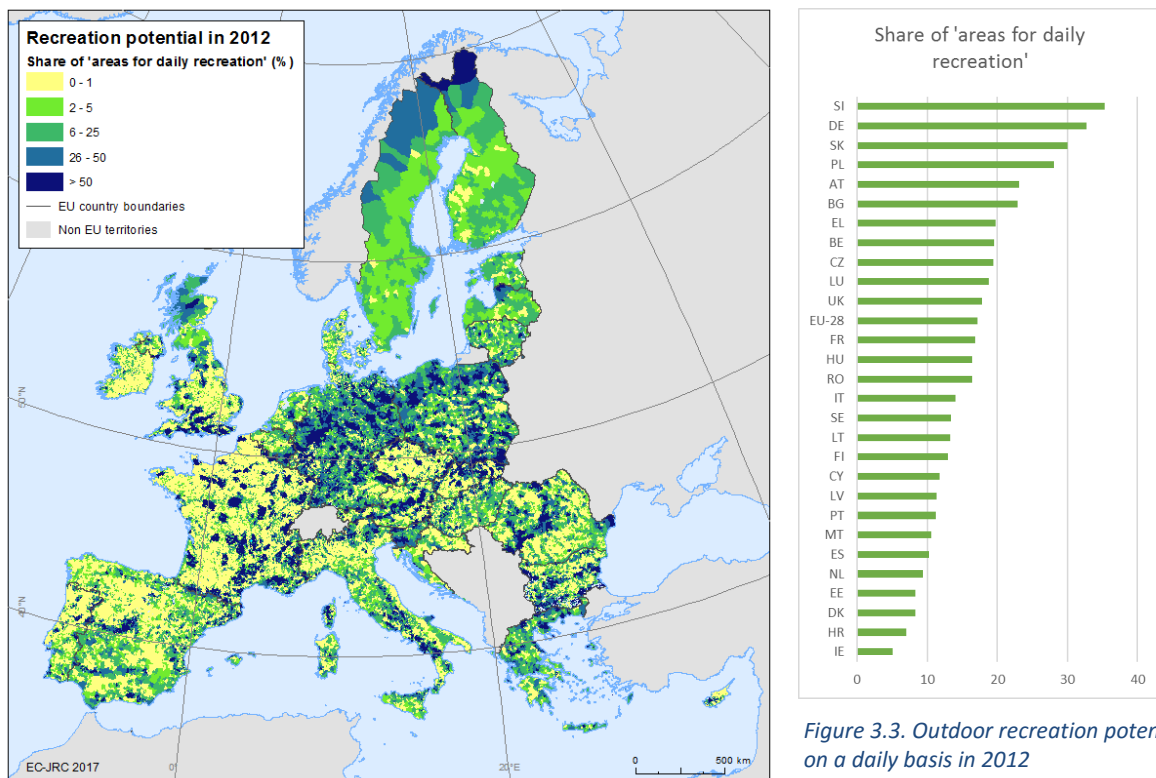 Recreation potential in 2012
Share of 'areas for daily recreation' (%)
0 - 1
2 - 5
6 - 25
26 - 50
> 50
EU country boundaries
Non EU territories
50°N
40°N
0°
20°E
EC-JRC 2017
0 500 km
Share of 'areas for daily
recreation'
SI
DE
SK
PL
AT
BG
EL
BE
CZ
LU
UK
EU-28
FR
HU
RO
IT
SE
LT
FI
CY
LV
PT
MT
ES
NL
EE
DK
HR
IE
0 10 20 30 40
Figure 3.3. Outdoor recreation poten
on a daily basis in 2012